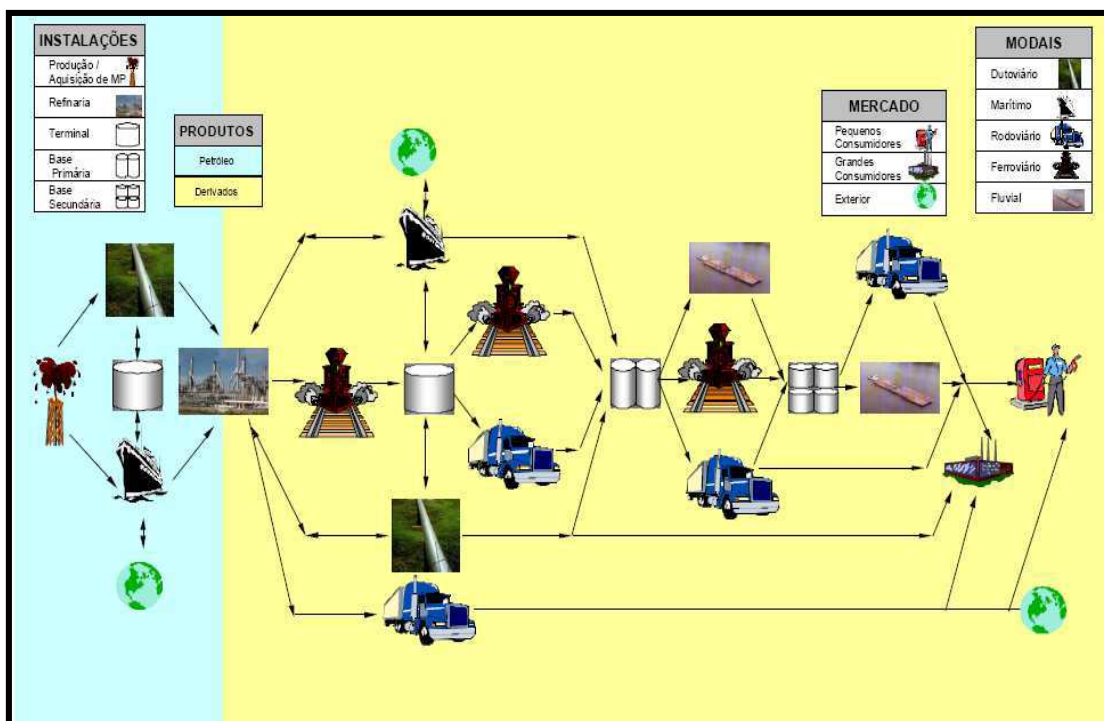 INSTALAÇÕES
Produção /
Aquisição de MP
Refinaria
Terminal
Base
Primária
Base
Secundária
PRODUTOS
Petróleo
Derivados
MERCADO
Pequenos
Consumidores
Grandes
Consumidores
Exterior
MODAIS
Dutoviário
Marítimo
Rodoviário
Ferroviário
Fluvial